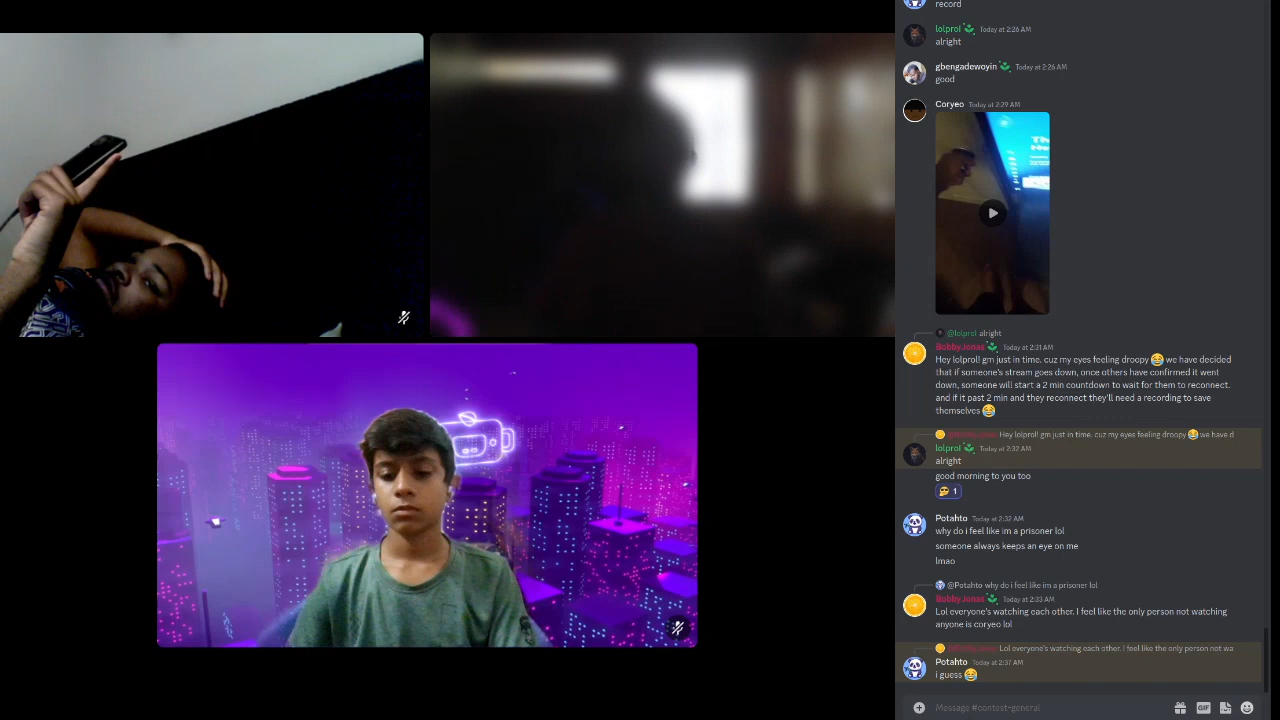 record
lolprol Today at 2:26 AM
alright
gbengadewoyin Today at 2:26 AM
good
Coryeo Today at 2:29 AM
@lolprol alright
BobbyJonas Today at 2:31 AM
Hey lolprol! gm just in time. cuz my eyes feeling droopy 😂 we have decided
that if someone's stream goes down, once others have confirmed it went
down, someone will start a 2 min countdown to wait for them to reconnect.
and if it past 2 min and they reconnect they'll need a recording to save
themselves 😂
Hey lolprol! gm just in time. cuz my eyes feeling droopy 😂 we have d
lolprol Today at 2:32 AM
alright
good morning to you too
1
Potahto Today at 2:32 AM
why do i feel like im a prisoner lol
someone always keeps an eye on me
lmao
@Potahto why do i feel like im a prisoner lol
BobbyJonas Today at 2:33 AM
Lol everyone's watching each other. I feel like the only person not watching
anyone is coryeo lol
Lol everyone's watching each other. I feel like the only person not wa
Potahto Today at 2:37 AM
i guess 😂
Message #contest-general
GIF